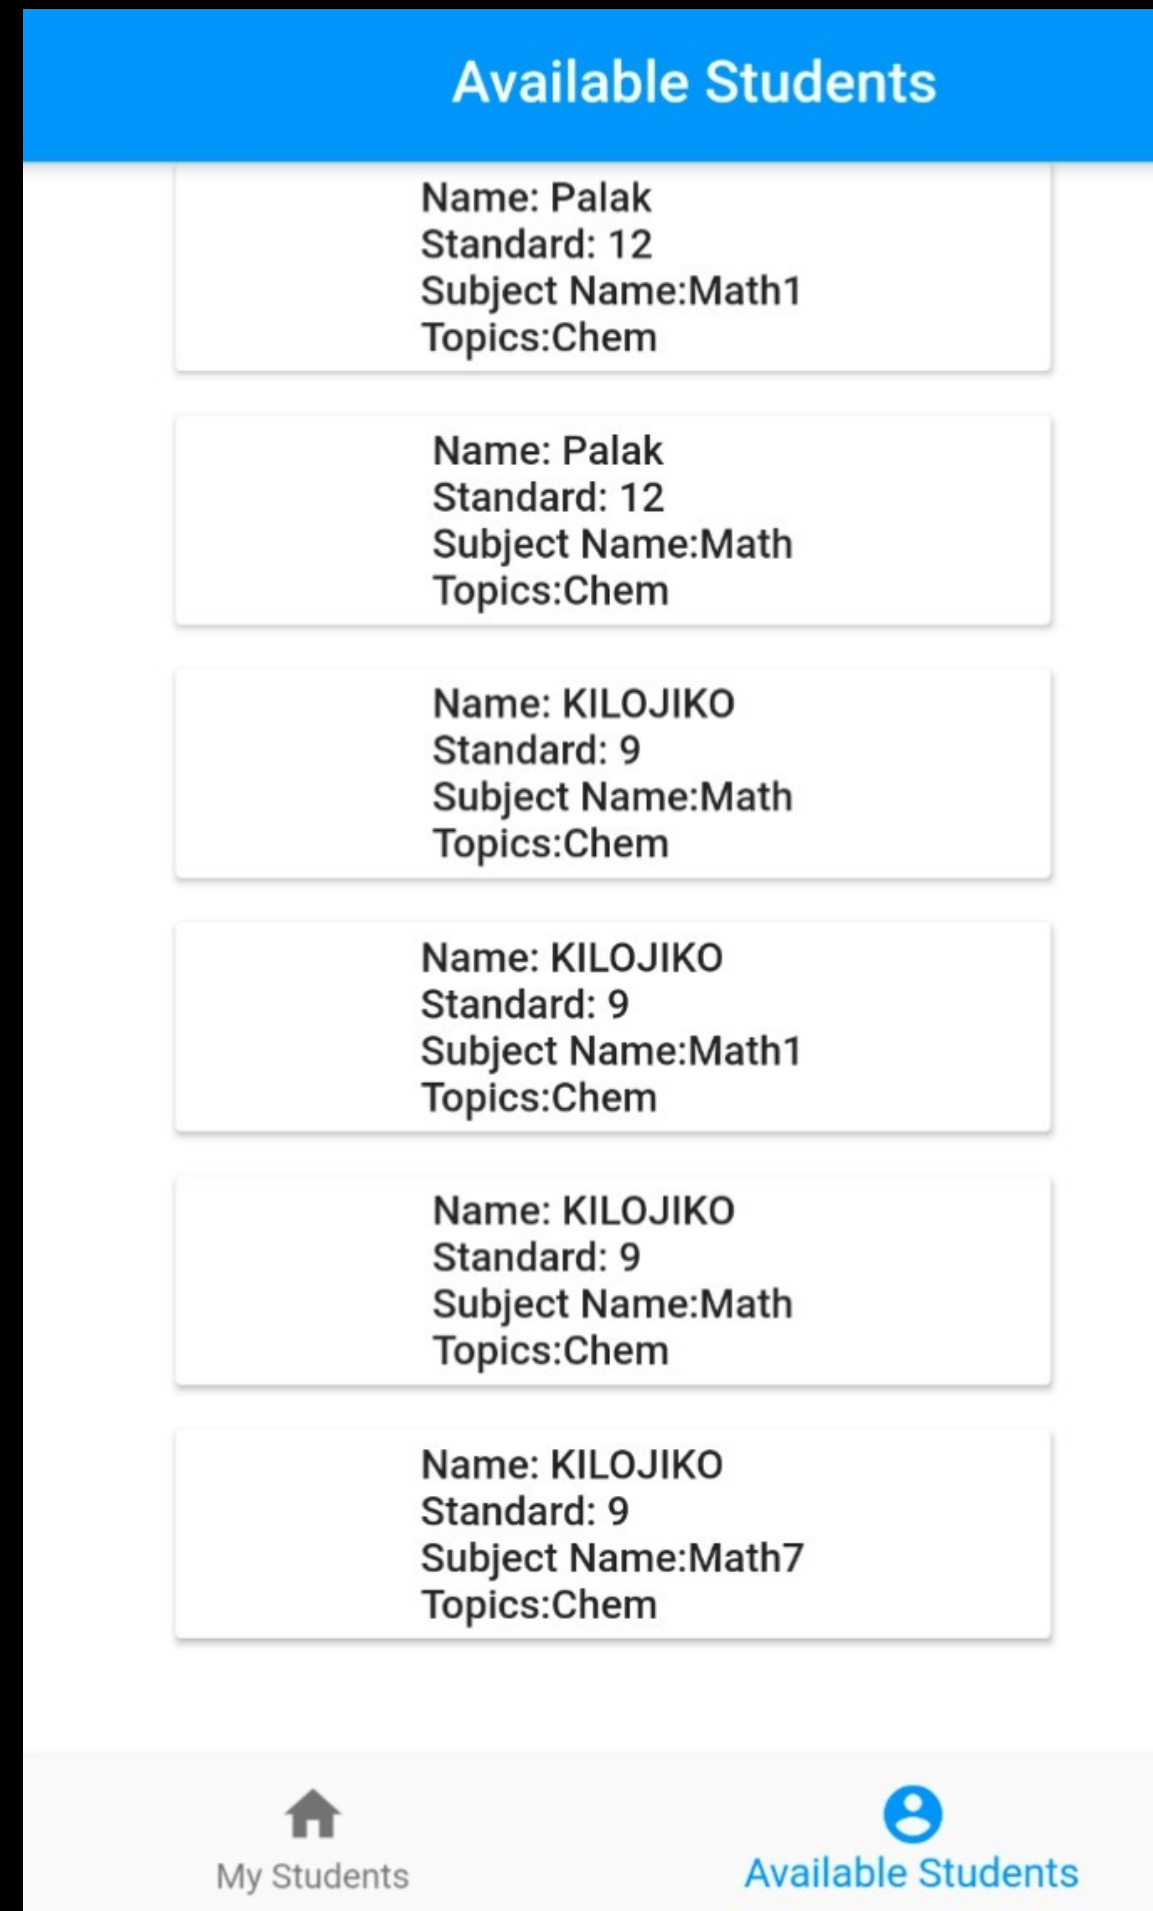 Available Students
Name: Palak
Standard: 12
Subject Name:Math1
Topics:Chem
Name: Palak
Standard: 12
Subject Name:Math
Topics:Chem
Name: KILOJIKO
Standard: 9
Subject Name:Math
Topics:Chem
Name: KILOJIKO
Standard: 9
Subject Name:Math1
Topics:Chem
Name: KILOJIKO
Standard: 9
Subject Name:Math
Topics:Chem
Name: KILOJIKO
Standard: 9
Subject Name:Math7
Topics:Chem
My Students
Available Students